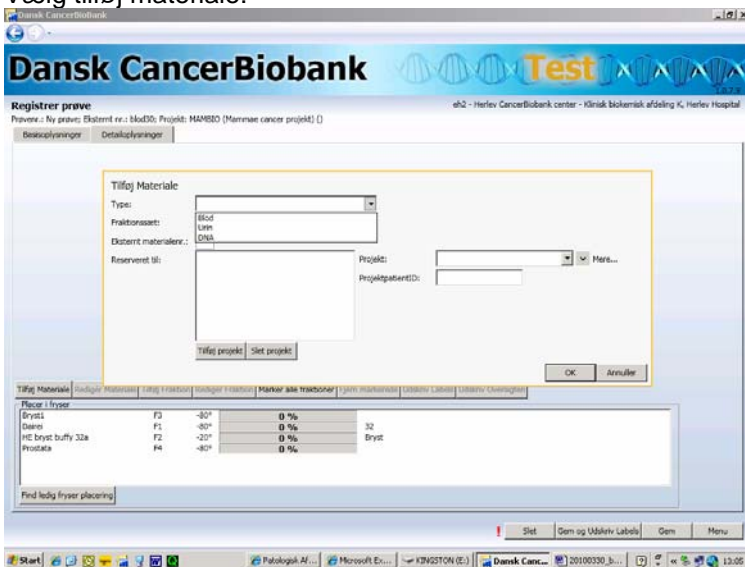 Vælg tilføj materiale.
Dansk CancerBiobank
Dansk CancerBiobank
Test
1.0.7.9
Registrer prøve
eh2 - Herlev CancerBiobank center - Klinisk biokemisk afdeling K, Herlev Hospital
Prøvenr.: Ny prøve; Eksternt nr.: blod30; Projekt: MAMBIO (Mammae cancer projekt) ()
Basisoplysninger Detailoplysninger
Tilføj Materiale
Type:
Fraktionssæt:
Blod
Urin
DNA
Eksternt materialenr.:
Reserveret til:
Projekt:
Mere...
ProjektpatientID:
Tilføj projekt Slet projekt
OK Annuller
Tilføj Materiale Rediger Materiale Tilføj Fraktion Rediger Fraktion Marker alle fraktioner Fjern markerede Udskriv Labels Udskriv Oversigten
Placer i fryser
Bryst1 F3 -80° 0 %
Dairei F1 -80° 0 % 32
HE bryst buffy 32a F2 -20° 0 % Bryst
Prostata F4 -80° 0 %
Find ledig fryser placering
! Slet Gem og Udskriv Labels Gem Menu
Start Patologisk Af... Microsoft Ex... KINGSTON (E:) Dansk Canc... 20100330_b... 13:05